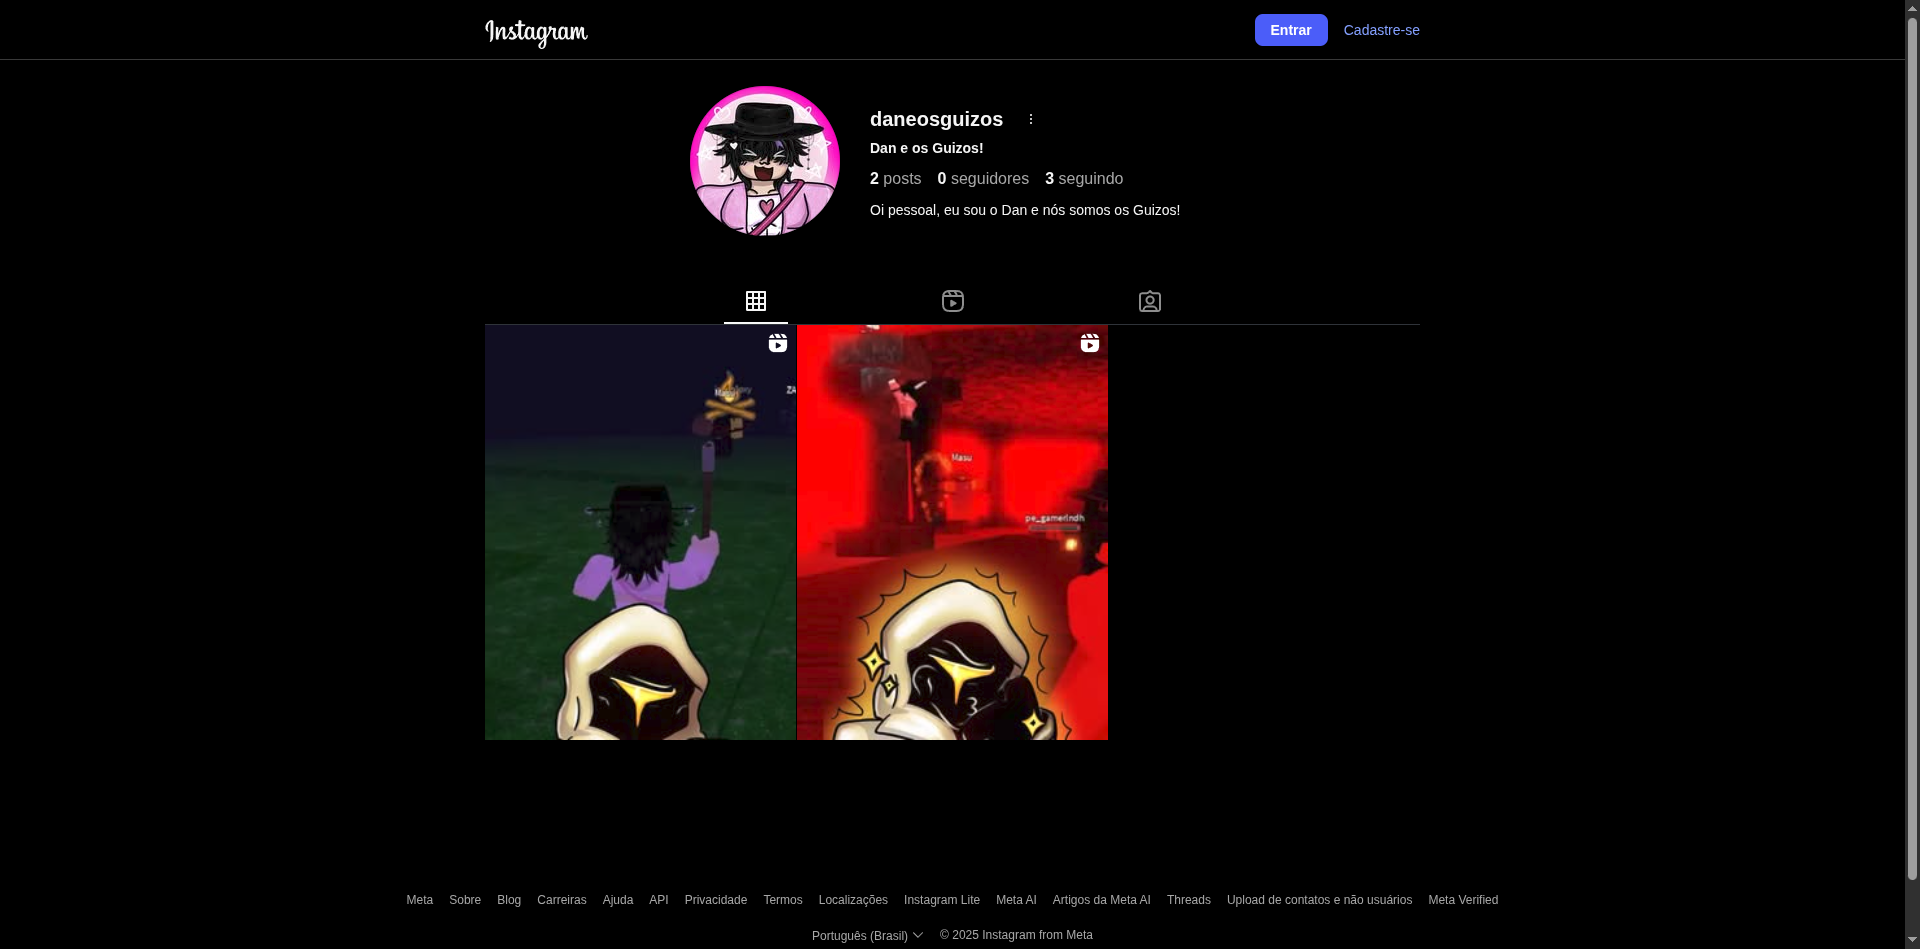 Instagram
Entrar
Cadastre-se
daneosguizos
Dan e os Guizos!
2 posts 0 seguidores 3 seguindo
Oi pessoal, eu sou o Dan e nós somos os Guizos!
Masu
pe_gamerlndh
Meta Sobre Blog Carreiras Ajuda API Privacidade Termos Localizações Instagram Lite Meta AI Artigos da Meta AI Threads Upload de contatos e não usuários Meta Verified
Português (Brasil) © 2025 Instagram from Meta